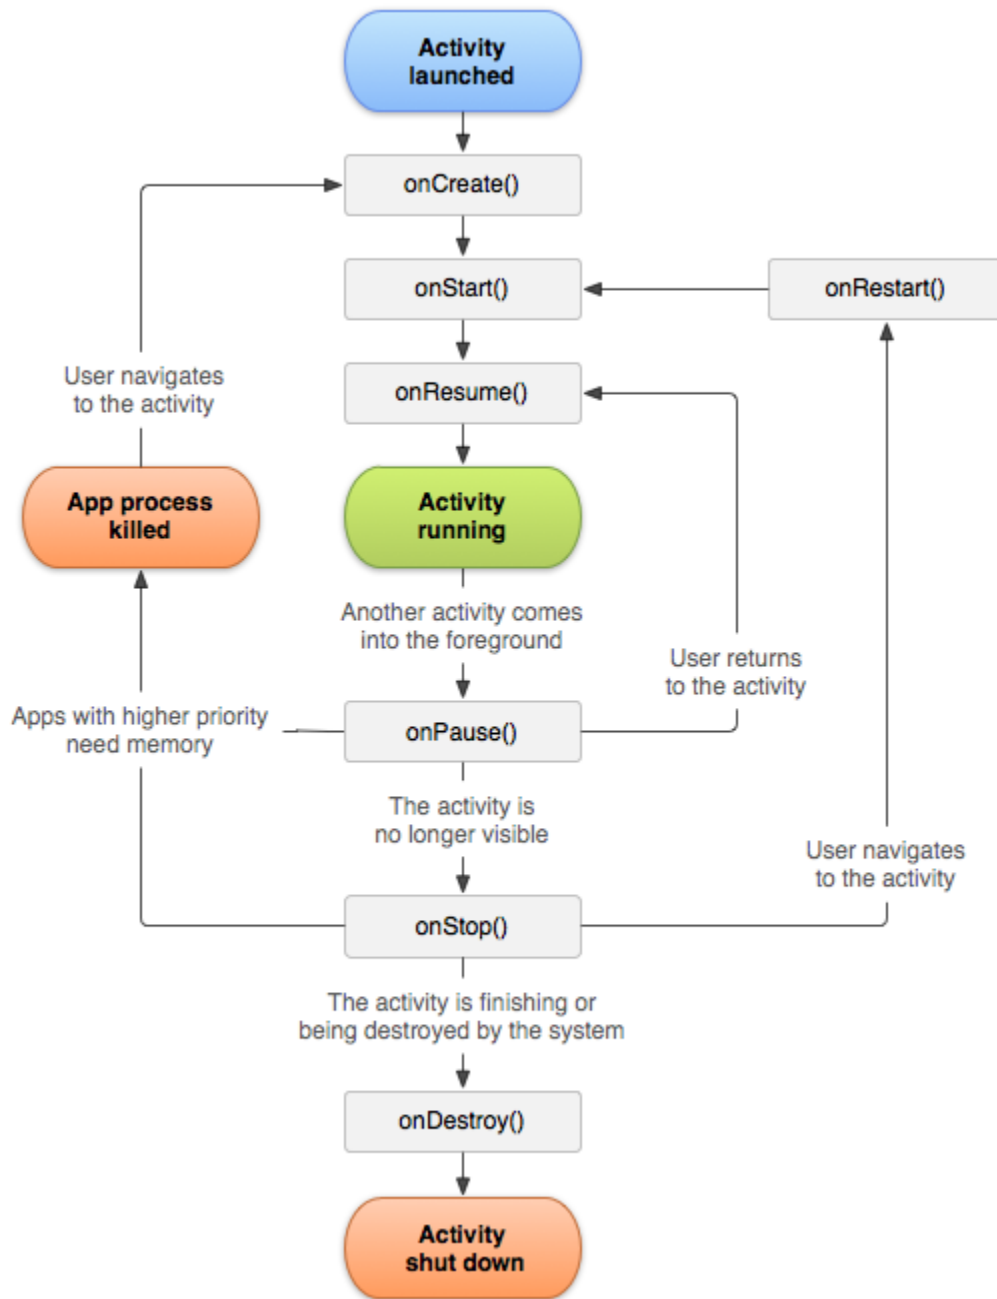 Activity
launched
onCreate()
onStart()
onRestart()
onResume()
User navigates
to the activity
App process
killed
Activity
running
Another activity comes
into the foreground
User returns
to the activity
Apps with higher priority
need memory
onPause()
The activity is
no longer visible
User navigates
to the activity
onStop()
The activity is finishing or
being destroyed by the system
onDestroy()
Activity
shut down